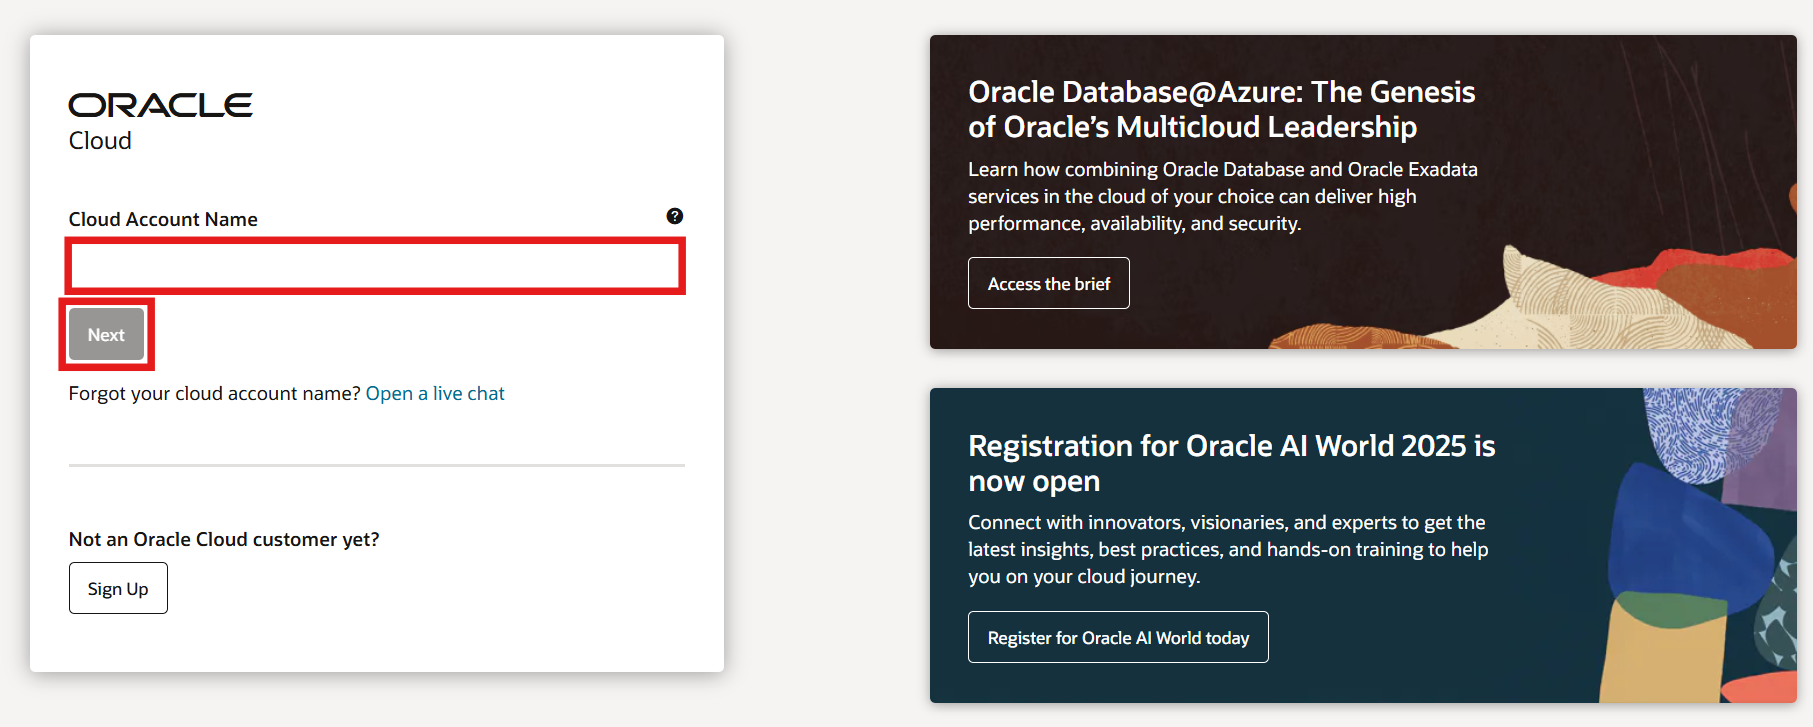 ORACLE
Cloud
Cloud Account Name
?
Next
Forgot your cloud account name? Open a live chat
Not an Oracle Cloud customer yet?
Sign Up
Oracle Database@Azure: The Genesis
of Oracle’s Multicloud Leadership
Learn how combining Oracle Database and Oracle Exadata
services in the cloud of your choice can deliver high
performance, availability, and security.
Access the brief
Registration for Oracle AI World 2025 is
now open
Connect with innovators, visionaries, and experts to get the
latest insights, best practices, and hands-on training to help
you on your cloud journey.
Register for Oracle AI World today